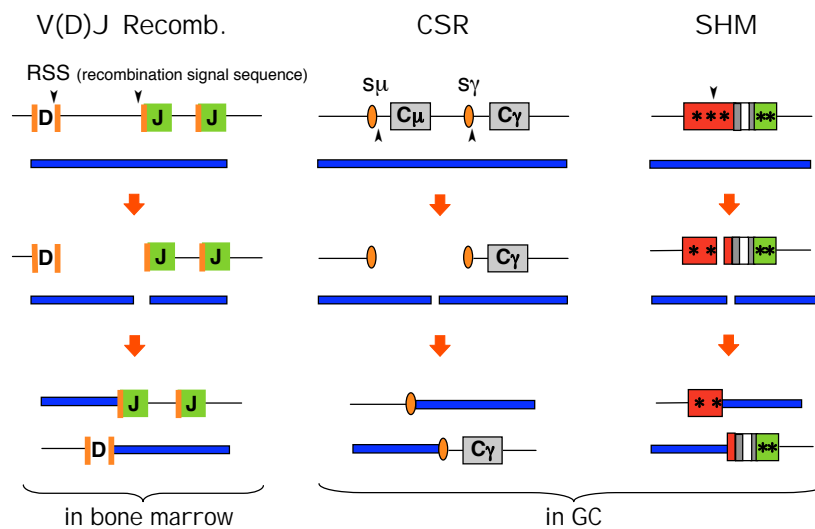 V(D)J Recomb.
CSR
SHM
RSS (recombination signal sequence)
D
J
J
Sμ
Cμ
Sγ
Cγ
***
**
D
J
J
Cγ
**
**
J
J
D
Cγ
**
**
in bone marrow
in GC